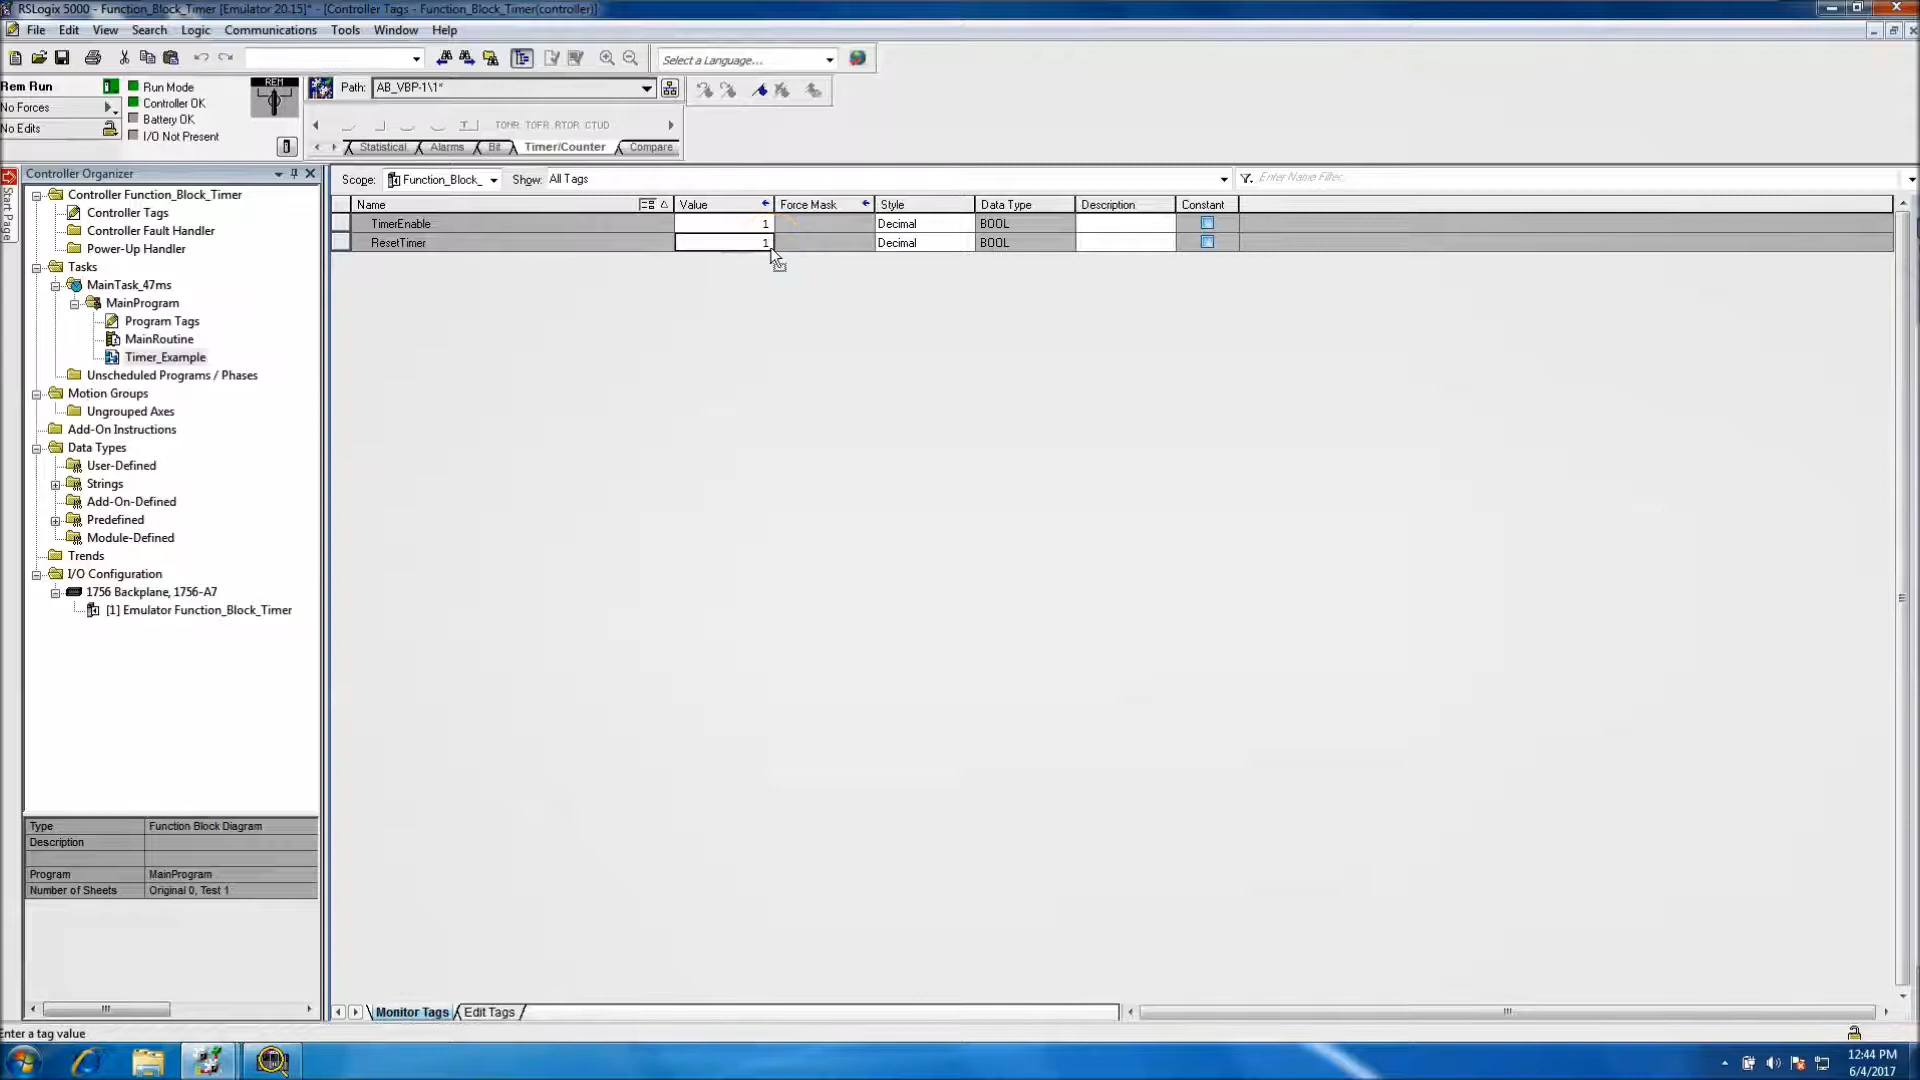 RSLogix 5000 - Function_Block_Timer [Emulator 20.15]* - [Controller Tags - Function_Block_Timer(controller)]
File Edit View Search Logic Communications Tools Window Help
Select a Language...
Rem Run
No Forces
No Edits
Run Mode
Controller OK
Battery OK
I/O Not Present
REM
Path: AB_VBP-1\1*
TONR TOFR RTOR CTUD
Statistical Alarms Bit Timer/Counter Compare
Start Page
Controller Organizer
Controller Function_Block_Timer
Controller Tags
Controller Fault Handler
Power-Up Handler
Tasks
MainTask_47ms
MainProgram
Program Tags
MainRoutine
Timer_Example
Unscheduled Programs / Phases
Motion Groups
Ungrouped Axes
Add-On Instructions
Data Types
User-Defined
Strings
Add-On-Defined
Predefined
Module-Defined
Trends
I/O Configuration
1756 Backplane, 1756-A7
[1] Emulator Function_Block_Timer
Type Function Block Diagram
Description
Program MainProgram
Number of Sheets Original 0, Test 1
Scope: Function_Block_ Show: All Tags Enter Name Filter...
Name Value Force Mask Style Data Type Description Constant
TimerEnable 1 Decimal BOOL
ResetTimer 1 Decimal BOOL
Monitor Tags Edit Tags
Enter a tag value
12:44 PM
6/4/2017